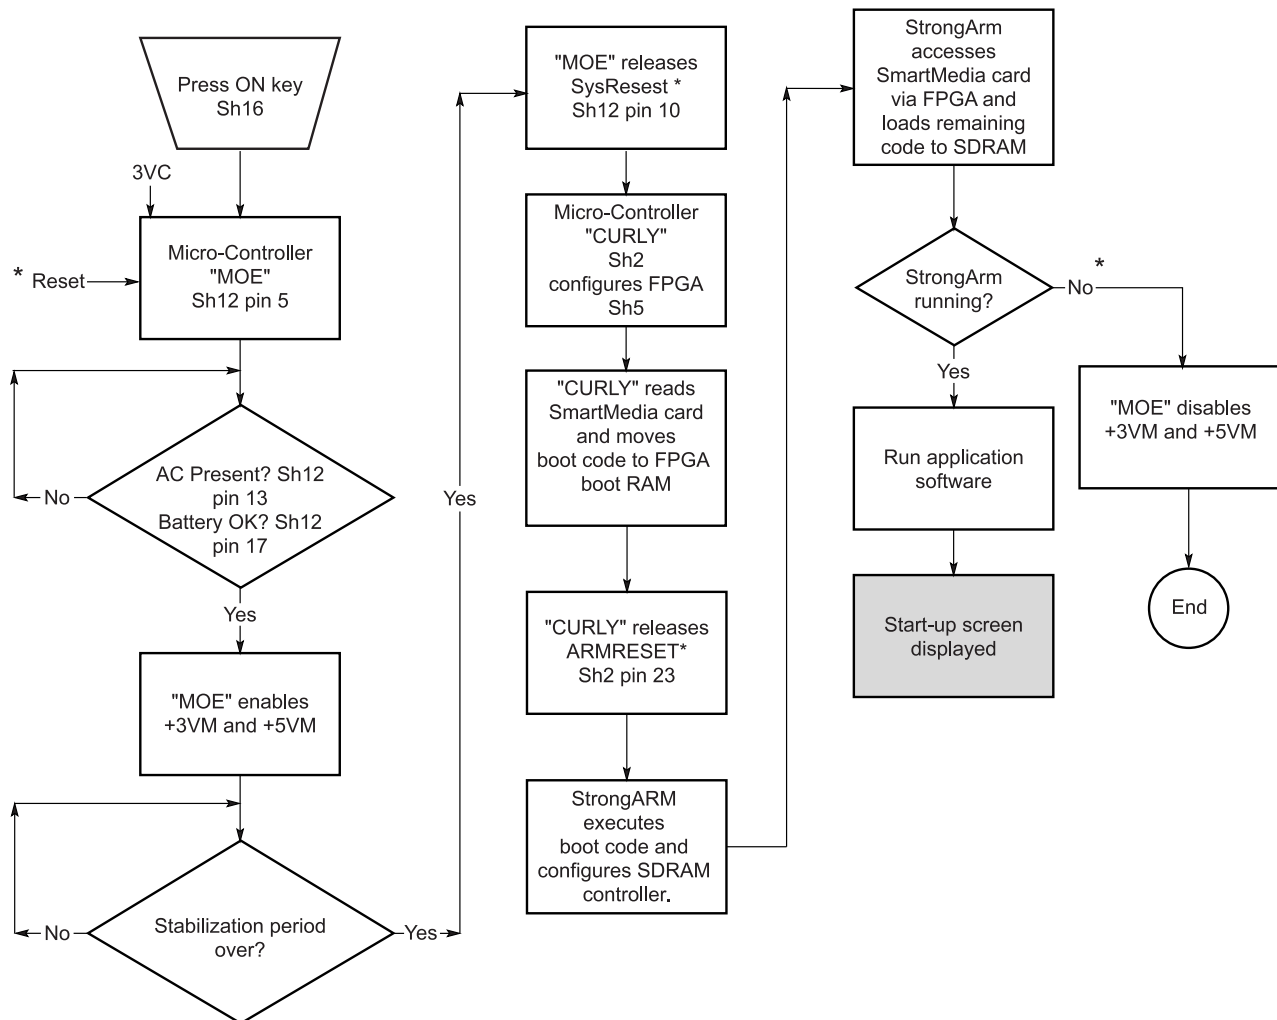 Press ON key
Sh16
3VC
* Reset
Micro-Controller
"MOE"
Sh12 pin 5
AC Present? Sh12
pin 13
Battery OK? Sh12
pin 17
No
Yes
"MOE" enables
+3VM and +5VM
Stabilization period
over?
No
Yes
Yes
"MOE" releases
SysResest *
Sh12 pin 10
Micro-Controller
"CURLY"
Sh2
configures FPGA
Sh5
"CURLY" reads
SmartMedia card
and moves
boot code to FPGA
boot RAM
"CURLY" releases
ARMRESET*
Sh2 pin 23
StrongARM
executes
boot code and
configures SDRAM
controller.
StrongArm
accesses
SmartMedia card
via FPGA and
loads remaining
code to SDRAM
StrongArm
running?
*
No
Yes
Run application
software
Start-up screen
displayed
"MOE" disables
+3VM and +5VM
End